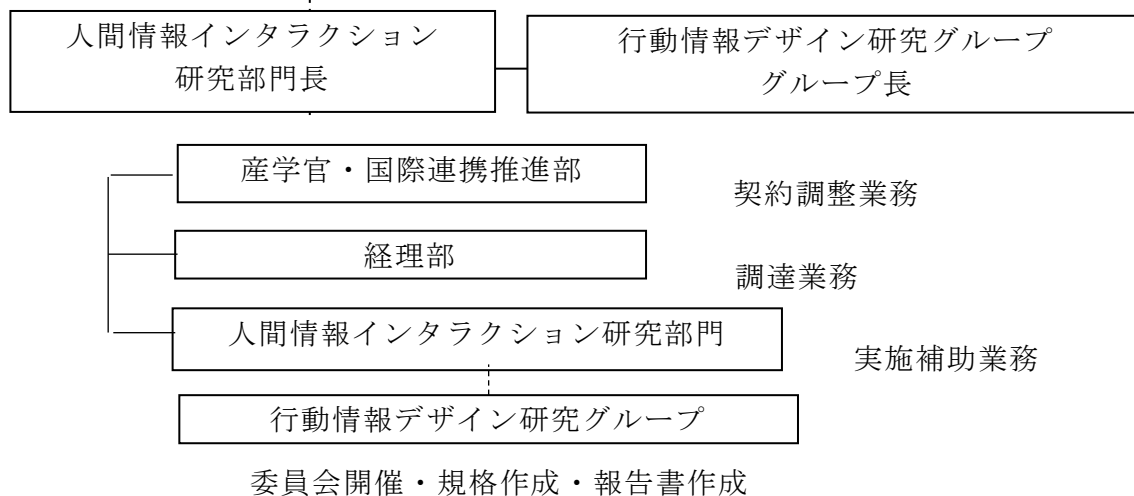 人間情報インタラクション
研究部門長
行動情報デザイン研究グループ
グループ長
産学官・国際連携推進部
契約調整業務
経理部
調達業務
人間情報インタラクション研究部門
実施補助業務
行動情報デザイン研究グループ
委員会開催・規格作成・報告書作成